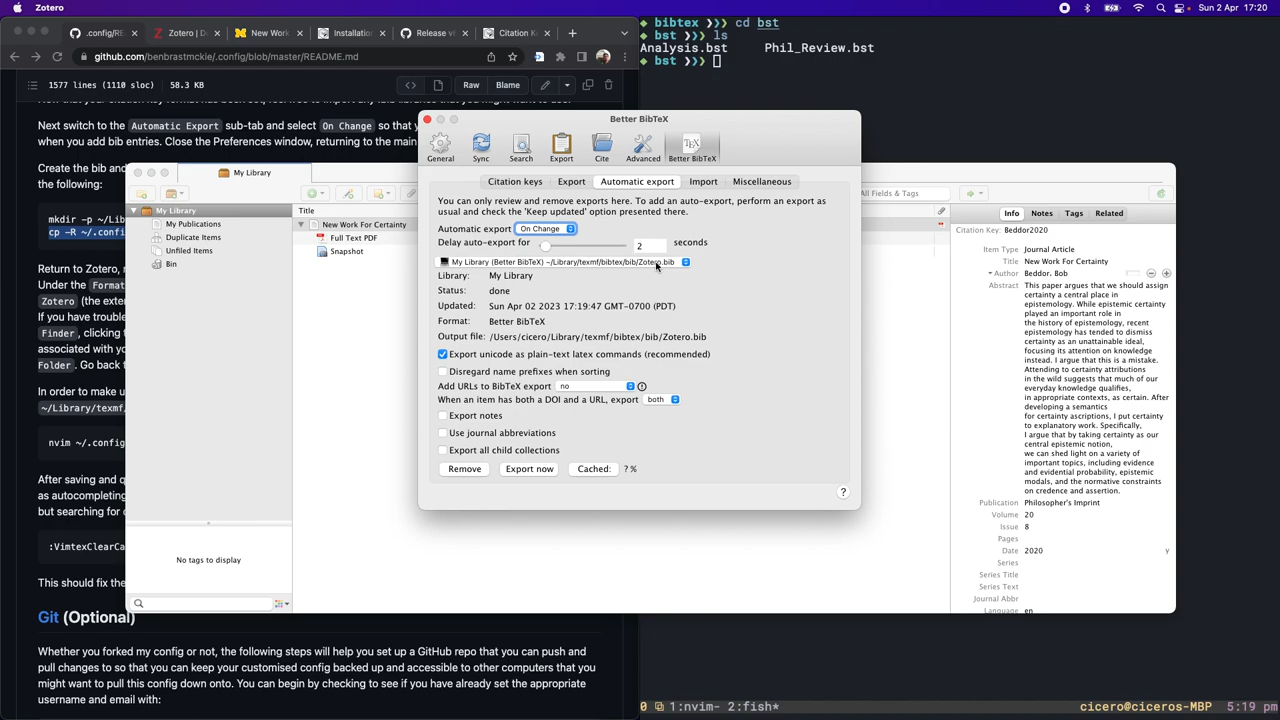 Zotero
Sun 2 Apr 17:20
.config/RE
Zotero | D
New Work
Installation
Release v6
Citation K
github.com/benbrastmckie/.config/blob/master/README.md
1577 lines (1110 sloc)
58.3 KB
Raw
Blame
Next switch to the Automatic Export sub-tab and select On Change so that y
when you add bib entries. Close the Preferences window, returning to the main
Create the bib and
the following:
mkdir -p ~/Lib
cp -R ~/.confi
Return to Zotero,
Under the Format
Zotero (the exter
If you have trouble
Finder, clicking
associated with yo
Folder. Go back t
In order to make u
~/Library/texmf/
nvim ~/.config
After saving and q
as autocompleting
but searching for c
:VimtexClearCa
This should fix the
Git (Optional)
Whether you forked my config or not, the following steps will help you set up a GitHub repo that you can push and
pull changes to so that you can keep your customised config backed up and accessible to other computers that you
might want to pull this config down onto. You can begin by checking to see if you have already set the appropriate
username and email with:
bibtex ❯❯❯ cd bst
bst ❯❯❯ ls
Analysis.bst Phil_Review.bst
bst ❯❯❯
My Library
My Library
My Publications
Duplicate Items
Unfiled Items
Bin
No tags to display
Title
New Work For Certainty
Full Text PDF
Snapshot
Better BibTeX
General
Sync
Search
Export
Cite
Advanced
Better BibTeX
Citation keys
Export
Automatic export
Import
Miscellaneous
You can only review and remove exports here. To add an auto-export, perform an export as
usual and check the 'Keep updated' option presented there.
Automatic export On Change
Delay auto-export for 2 seconds
My Library (Better BibTeX) ~/Library/texmf/bibtex/bib/Zotero.bib
Library: My Library
Status: done
Updated: Sun Apr 02 2023 17:19:47 GMT-0700 (PDT)
Format: Better BibTeX
Output file: /Users/cicero/Library/texmf/bibtex/bib/Zotero.bib
Export unicode as plain-text latex commands (recommended)
Disregard name prefixes when sorting
Add URLs to BibTeX export no
When an item has both a DOI and a URL, export both
Export notes
Use journal abbreviations
Export all child collections
Remove
Export now
Cached: ? %
?
All Fields & Tags
Info
Notes
Tags
Related
Citation Key: Beddor2020
Item Type Journal Article
Title New Work For Certainty
Author Beddor, Bob
Abstract This paper argues that we should assign
certainty a central place in
epistemology. While epistemic certainty
played an important role in
the history of epistemology, recent
epistemology has tended to dismiss
certainty as an unattainable ideal,
focusing its attention on knowledge
instead. I argue that this is a mistake.
Attending to certainty attributions
in the wild suggests that much of our
everyday knowledge qualifies,
in appropriate contexts, as certain. After
developing a semantics
for certainty ascriptions, I put certainty
to explanatory work. Specifically,
I argue that by taking certainty as our
central epistemic notion,
we can shed light on a variety of
important topics, including evidence
and evidential probability, epistemic
modals, and the normative constraints
on credence and assertion.
Publication Philosopher's Imprint
Volume 20
Issue 8
Pages
Date 2020 y
Series
Series Title
Series Text
Journal Abbr
Language en
0 1:nvim- 2:fish*
cicero@ciceros-MBP 5:19 pm